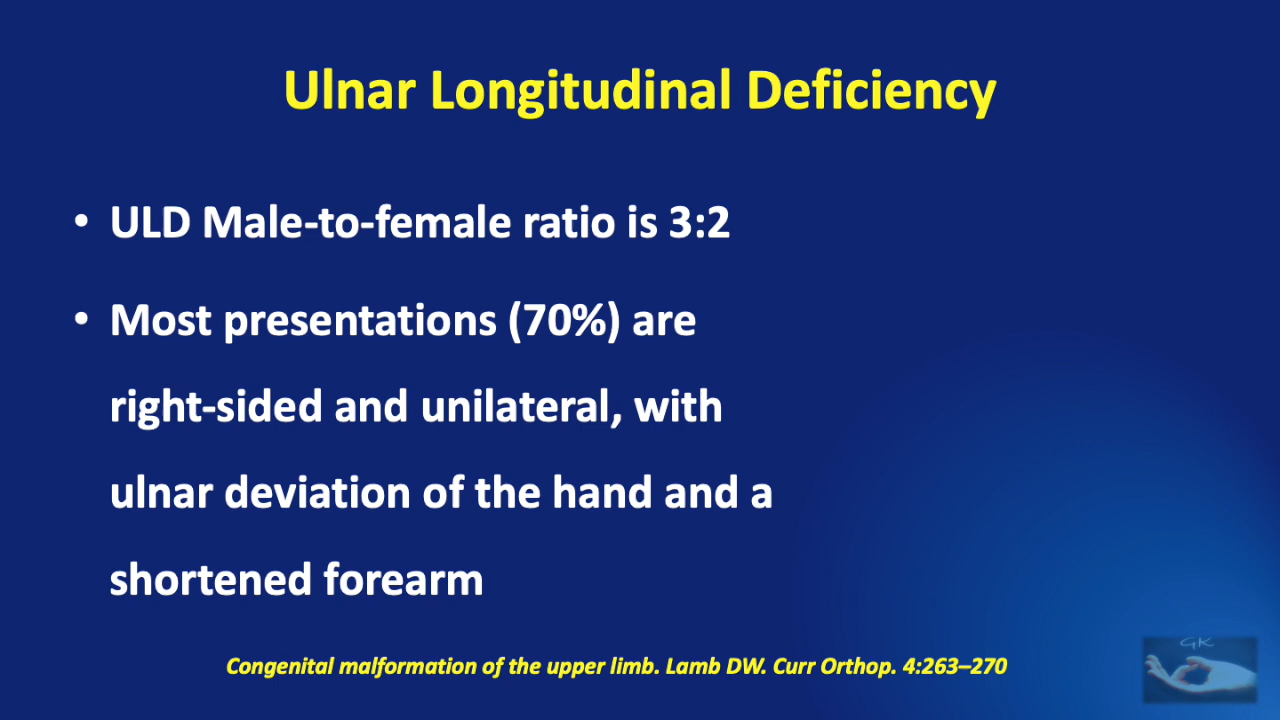 Ulnar Longitudinal Deficiency
• ULD Male-to-female ratio is 3:2
• Most presentations (70%) are
right-sided and unilateral, with
ulnar deviation of the hand and a
shortened forearm
Congenital malformation of the upper limb. Lamb DW. Curr Orthop. 4:263–270
GK